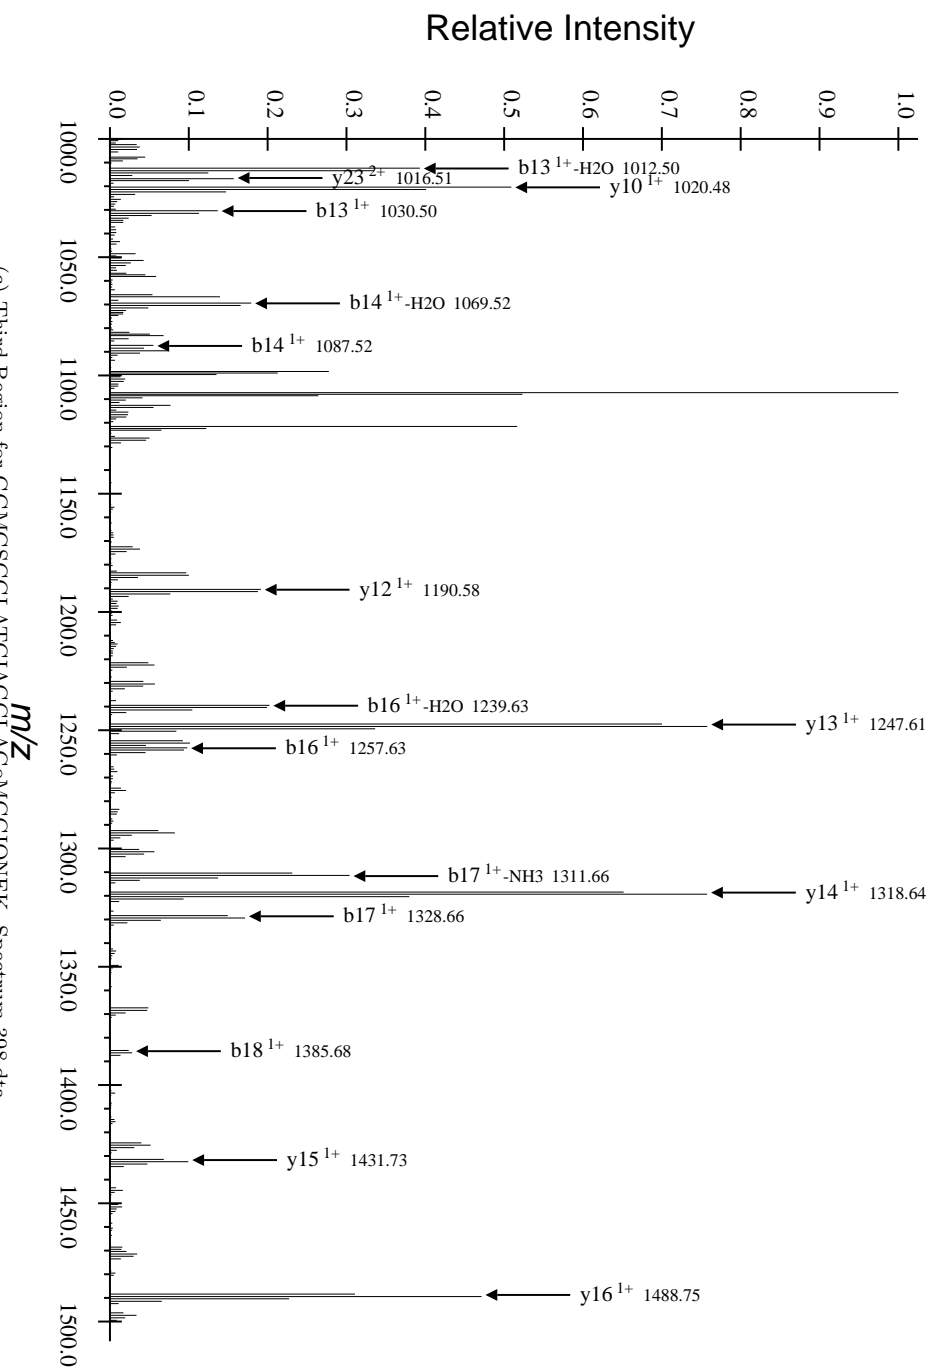 Relative Intensity
0.0
0.1
0.2
0.3
0.4
0.5
0.6
0.7
0.8
0.9
1.0
1000.0
1050.0
1100.0
1150.0
1200.0
1250.0
1300.0
1350.0
1400.0
1450.0
1500.0
b13 1+-H2O 1012.50
y23 2+ 1016.51
y10 1+ 1020.48
b13 1+ 1030.50
b14 1+-H2O 1069.52
b14 1+ 1087.52
y12 1+ 1190.58
b16 1+-H2O 1239.63
y13 1+ 1247.61
b16 1+ 1257.63
b17 1+-NH3 1311.66
y14 1+ 1318.64
b17 1+ 1328.66
b18 1+ 1385.68
y15 1+ 1431.73
y16 1+ 1488.75
m/z
(c) Third Region for Spectrum 398.dta